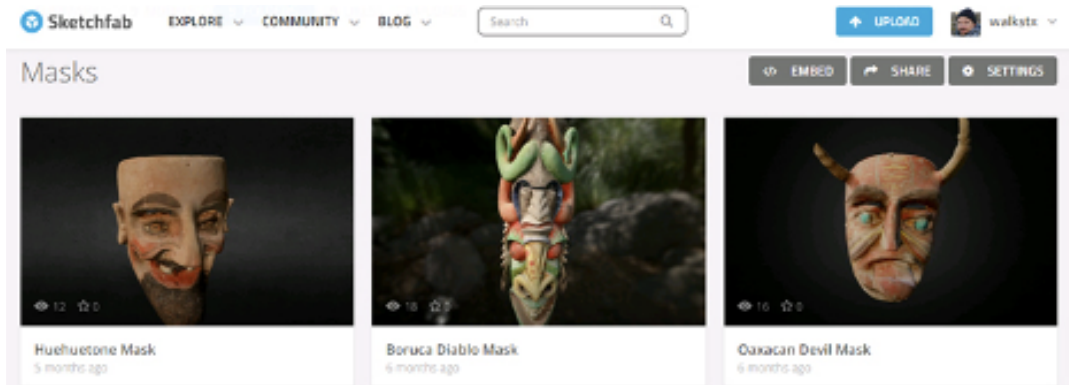 Sketchfab EXPLORE COMMUNITY BLOG Search UPLOAD walkstx
Masks EMBED SHARE SETTINGS
12 0 18 0 16 0
Huehuetone Mask Boruca Diablo Mask Oaxacan Devil Mask
5 months ago 6 months ago 6 months ago